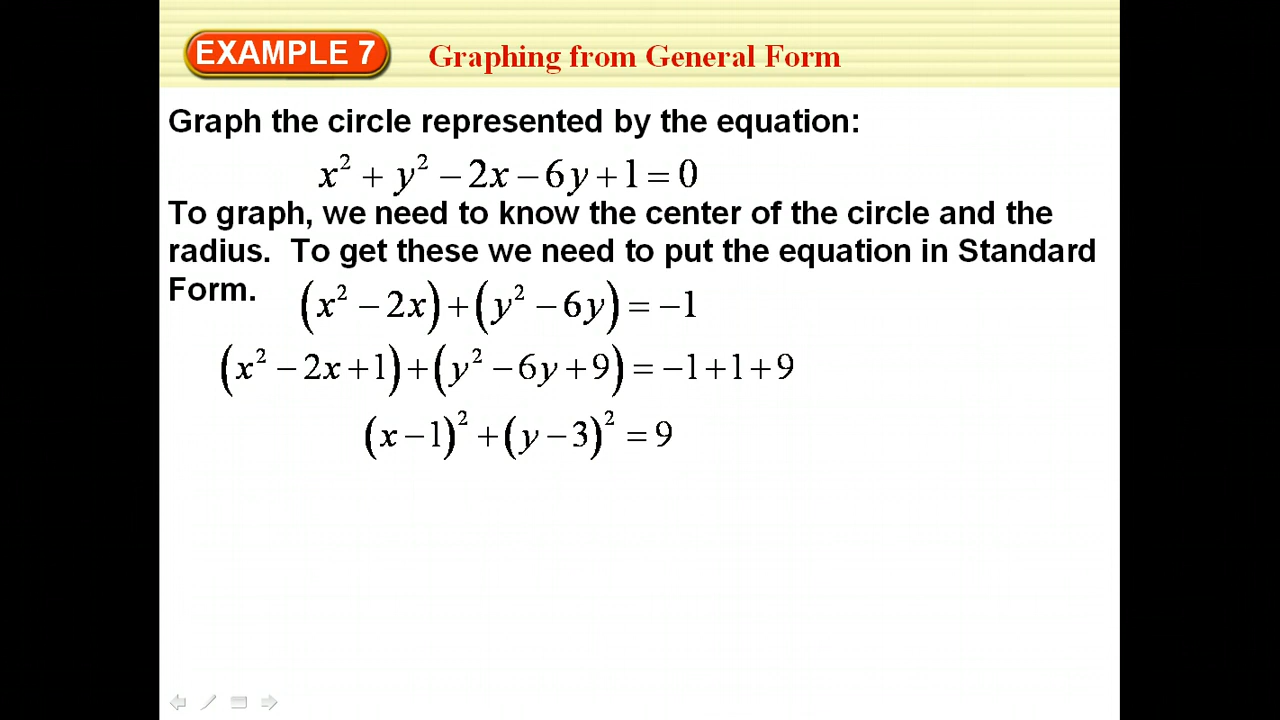 EXAMPLE 7 Graphing from General Form
Graph the circle represented by the equation:
x² + y² − 2x − 6y + 1 = 0
To graph, we need to know the center of the circle and the
radius. To get these we need to put the equation in Standard
Form. (x² − 2x) + (y² − 6y) = −1
(x² − 2x + 1) + (y² − 6y + 9) = −1 + 1 + 9
(x − 1)² + (y − 3)² = 9